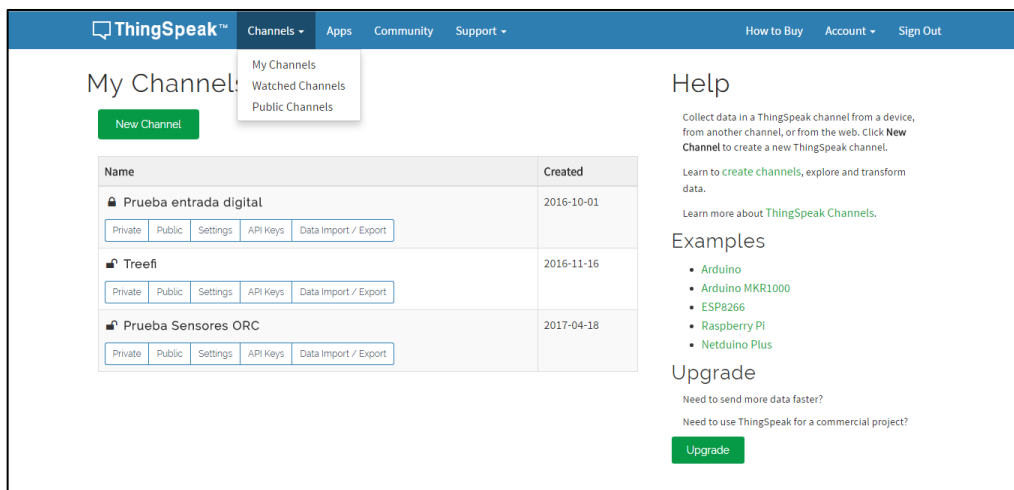 ThingSpeak™ Channels Apps Community Support How to Buy Account Sign Out
My Channels
Watched Channels
Public Channels
My Channels
New Channel
Name Created
Prueba entrada digital 2016-10-01
Private Public Settings API Keys Data Import / Export
Treefi 2016-11-16
Private Public Settings API Keys Data Import / Export
Prueba Sensores ORC 2017-04-18
Private Public Settings API Keys Data Import / Export
Help
Collect data in a ThingSpeak channel from a device,
from another channel, or from the web. Click New
Channel to create a new ThingSpeak channel.
Learn to create channels, explore and transform
data.
Learn more about ThingSpeak Channels.
Examples
Arduino
Arduino MKR1000
ESP8266
Raspberry Pi
Netduino Plus
Upgrade
Need to send more data faster?
Need to use ThingSpeak for a commercial project?
Upgrade